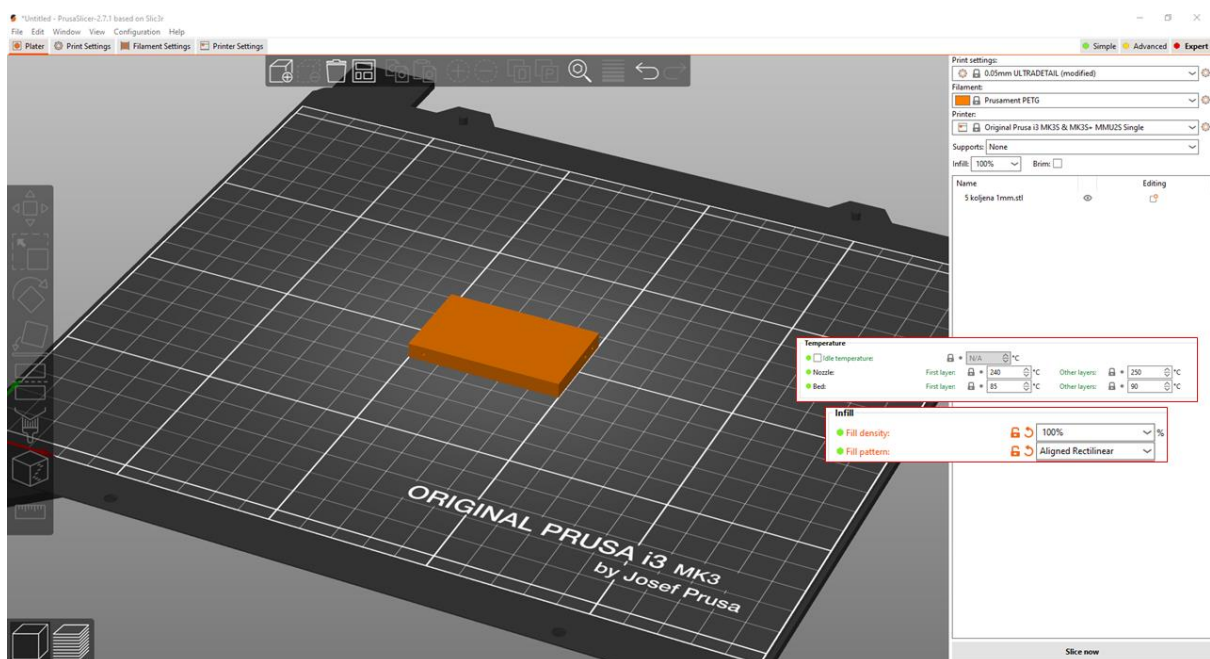 *Untitled - PrusaSlicer-2.7.1 based on Slic3r
File Edit Window View Configuration Help
Plater Print Settings Filament Settings Printer Settings
Simple Advanced Expert
Print settings:
0.05mm ULTRADETAIL (modified)
Filament:
Prusament PETG
Printer:
Original Prusa i3 MK3S & MK3S+ MMU2S Single
Supports: None
Infill: 100% Brim:
Name Editing
5 koljena 1mm.stl
Temperature
Idle temperature: N/A °C
Nozzle: First layer: 240 °C Other layers: 250 °C
Bed: First layer: 85 °C Other layers: 90 °C
Infill
Fill density: 100% %
Fill pattern: Aligned Rectilinear
ORIGINAL PRUSA i3 MK3
by Josef Prusa
Slice now